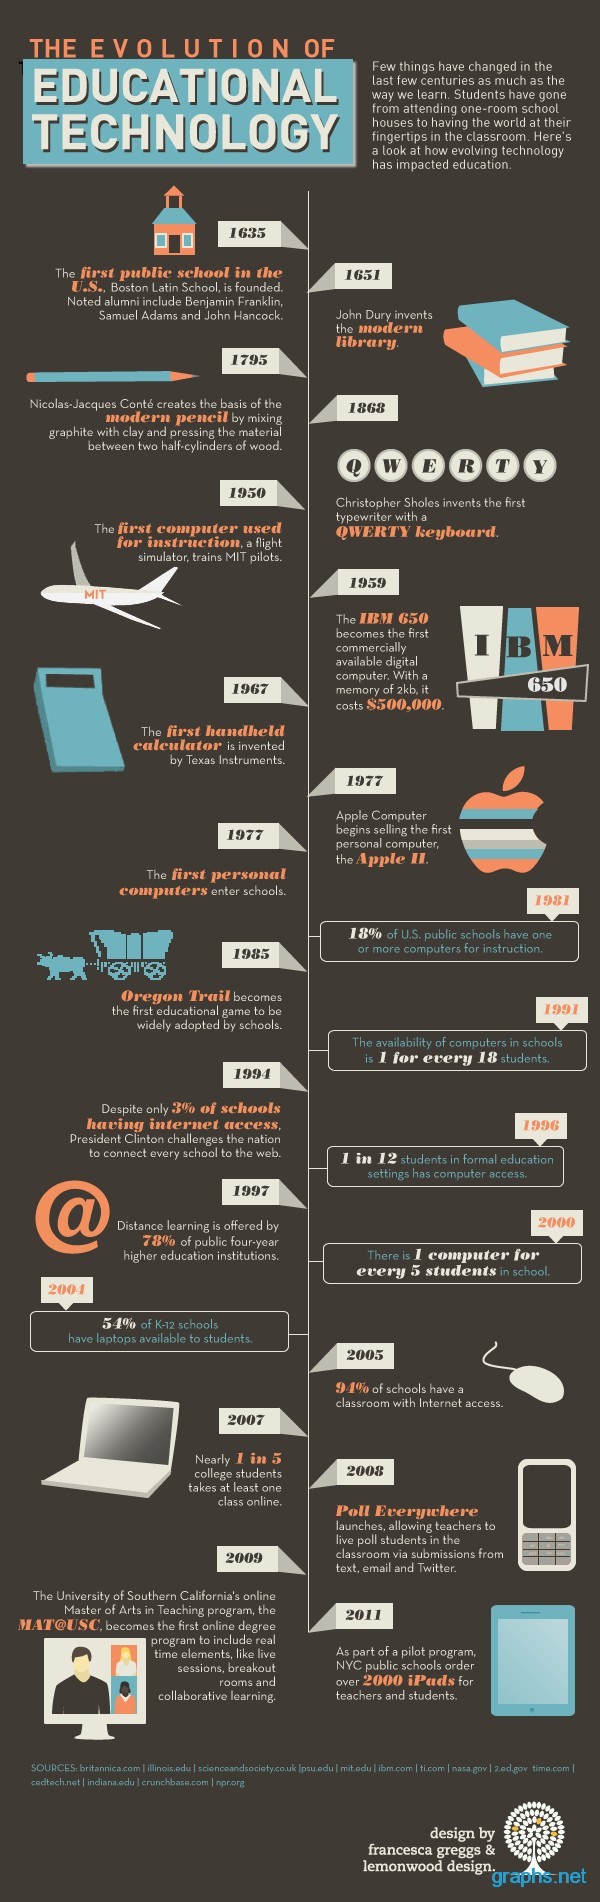 THE EVOLUTION OF
EDUCATIONAL
TECHNOLOGY
Few things have changed in the
last few centuries as much as the
way we learn. Students have gone
from attending one-room school
houses to having the world at their
fingertips in the classroom. Here's
a look at how evolving technology
has impacted education.
1635
The first public school in the
U.S., Boston Latin School, is founded.
Noted alumni include Benjamin Franklin,
Samuel Adams and John Hancock.
1651
John Dury invents
the modern
library.
1795
Nicolas-Jacques Conté creates the basis of the
modern pencil by mixing
graphite with clay and pressing the material
between two half-cylinders of wood.
1868
Q W E R T Y
Christopher Sholes invents the first
typewriter with a
QWERTY keyboard.
1950
The first computer used
for instruction, a flight
simulator, trains MIT pilots.
MIT
1959
The IBM 650
becomes the first
commercially
available digital
computer. With a
memory of 2kb, it
costs $500,000.
I B M
650
1967
The first handheld
calculator is invented
by Texas Instruments.
1977
Apple Computer
begins selling the first
personal computer,
the Apple II.
1977
The first personal
computers enter schools.
1981
18% of U.S. public schools have one
or more computers for instruction.
1985
Oregon Trail becomes
the first educational game to be
widely adopted by schools.
1991
The availability of computers in schools
is 1 for every 18 students.
1994
Despite only 3% of schools
having internet access,
President Clinton challenges the nation
to connect every school to the web.
1996
1 in 12 students in formal education
settings has computer access.
1997
@
Distance learning is offered by
78% of public four-year
higher education institutions.
2000
There is 1 computer for
every 5 students in school.
2004
54% of K-12 schools
have laptops available to students.
2005
94% of schools have a
classroom with Internet access.
2007
Nearly 1 in 5
college students
takes at least one
class online.
2008
Poll Everywhere
launches, allowing teachers to
live poll students in the
classroom via submissions from
text, email and Twitter.
2009
The University of Southern California's online
Master of Arts in Teaching program, the
MAT@USC, becomes the first online degree
program to include real
time elements, like live
sessions, breakout
rooms and
collaborative learning.
2011
As part of a pilot program,
NYC public schools order
over 2000 iPads for
teachers and students.
SOURCES: britannica.com | illinois.edu | scienceandsociety.co.uk |psu.edu | mit.edu | ibm.com | ti.com | nasa.gov | 2.ed.gov time.com |
cedtech.net | indiana.edu | crunchbase.com | npr.org
design by
francesca greggs &
lemonwood design.
graphs.net